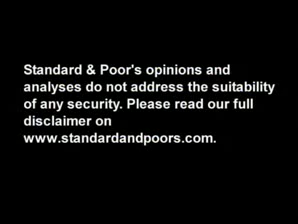 Standard & Poor's opinions and
analyses do not address the suitability
of any security. Please read our full
disclaimer on
www.standardandpoors.com.